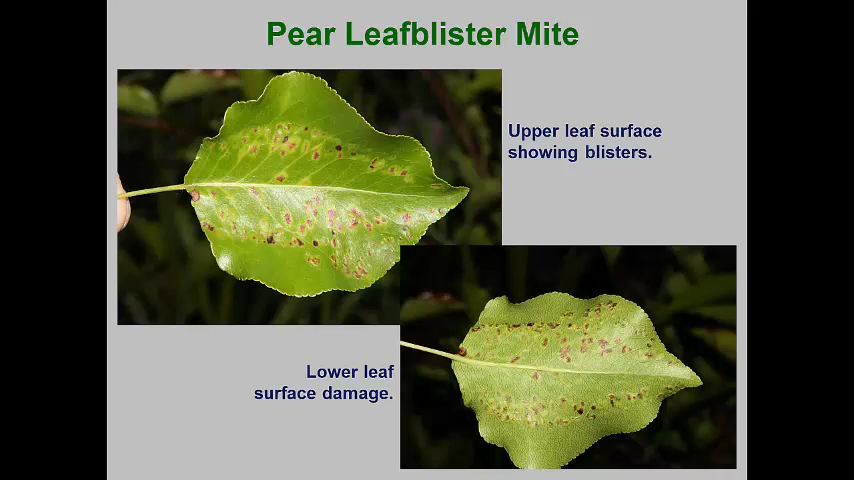 Pear Leafblister Mite
Upper leaf surface
showing blisters.
Lower leaf
surface damage.